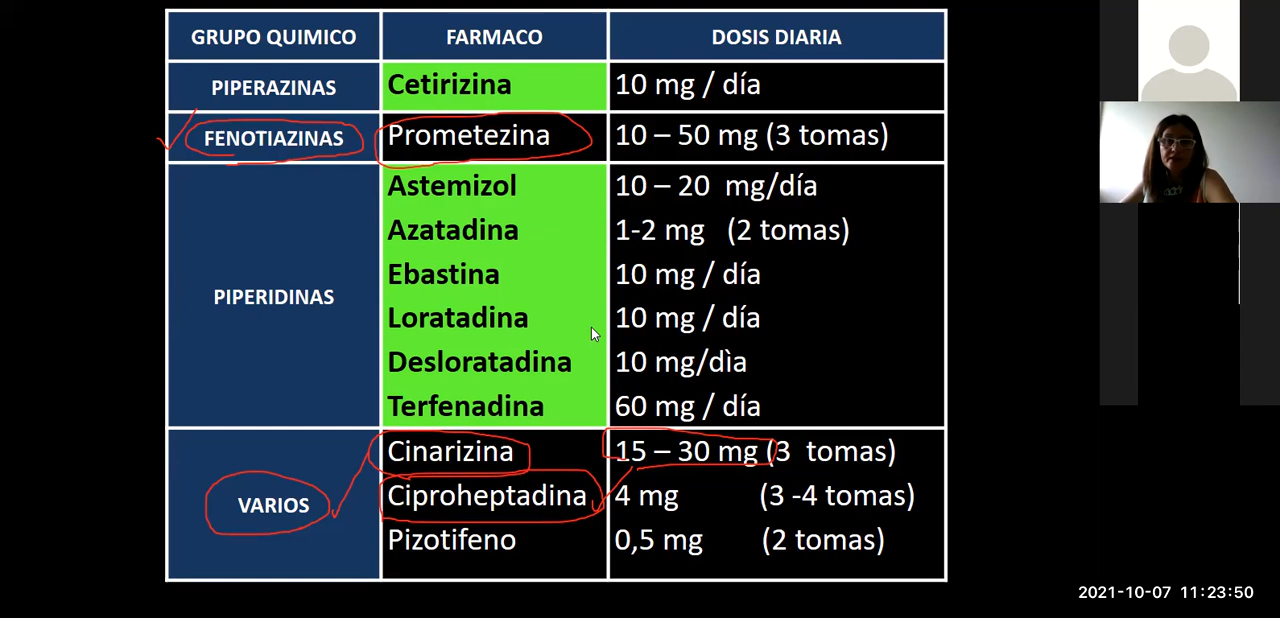 GRUPO QUIMICO FARMACO DOSIS DIARIA
PIPERAZINAS Cetirizina 10 mg / día
FENOTIAZINAS Prometezina 10 – 50 mg (3 tomas)
PIPERIDINAS
Astemizol 10 – 20 mg/día
Azatadina 1-2 mg (2 tomas)
Ebastina 10 mg / día
Loratadina 10 mg / día
Desloratadina 10 mg/dìa
Terfenadina 60 mg / día
VARIOS
Cinarizina 15 – 30 mg (3 tomas)
Ciproheptadina 4 mg (3 -4 tomas)
Pizotifeno 0,5 mg (2 tomas)
2021-10-07 11:23:50